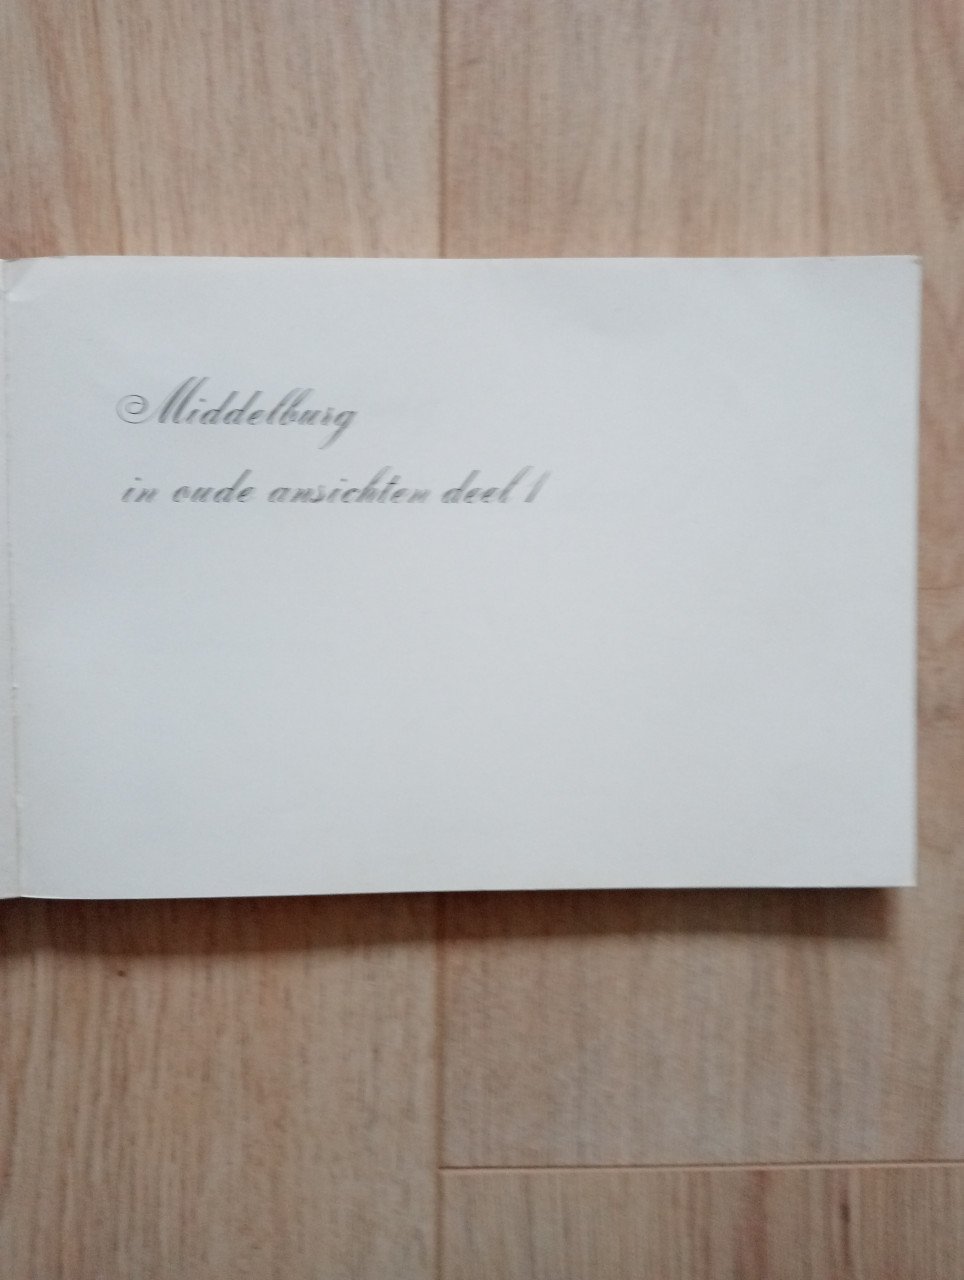 Middelburg
in oude ansichten deel 1